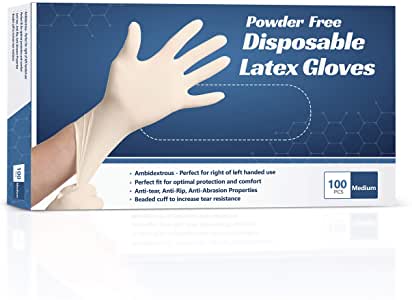 Powder Free
Disposable
Latex Gloves
• Ambidextrous - Perfect for right of left handed use
• Perfect fit for optimal protection and comfort
• Anti-tear, Anti-Rip, Anti-Abrasion Properties
• Beaded cuff to increase tear resistance
100
PCS
Medium
100
Medium